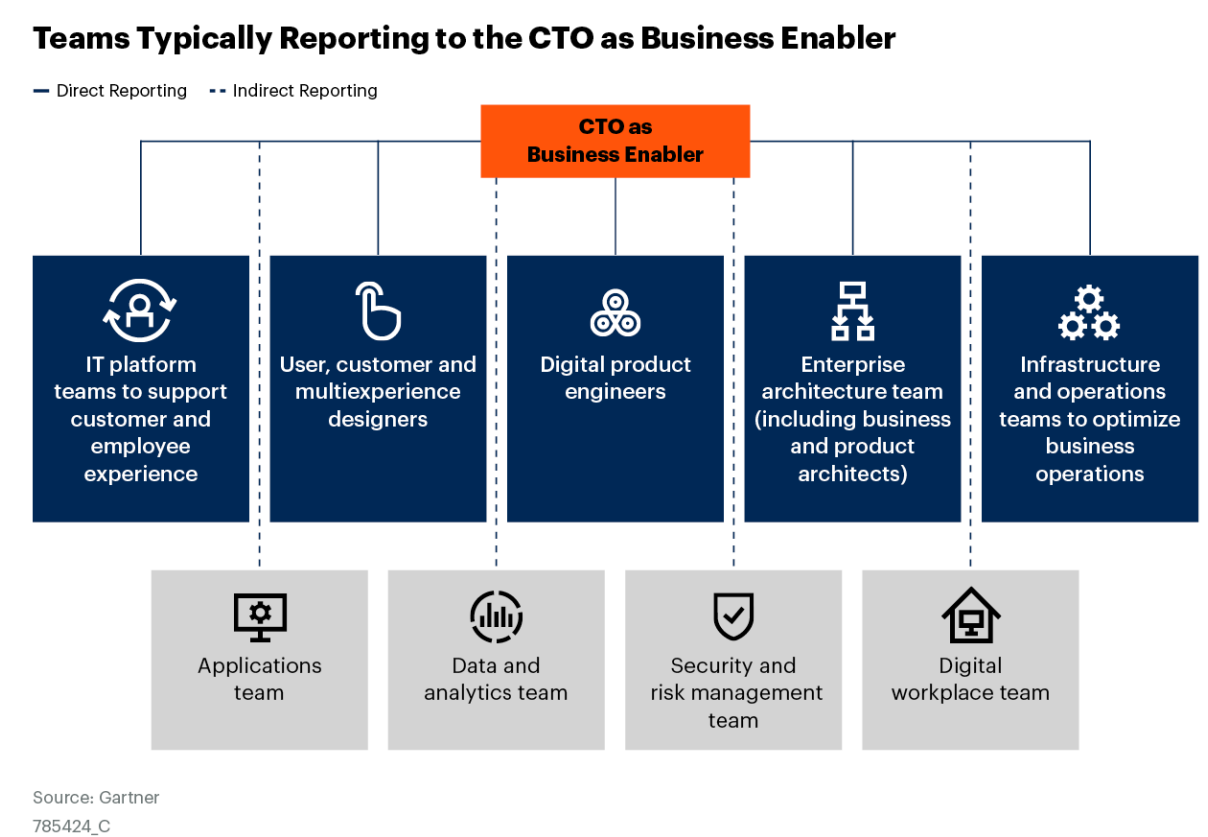 Teams Typically Reporting to the CTO as Business Enabler
Direct Reporting
Indirect Reporting
CTO as
Business Enabler
IT platform
teams to support
customer and
employee
experience
User, customer and
multiexperience
designers
Digital product
engineers
Enterprise
architecture team
(including business
and product
architects)
Infrastructure
and operations
teams to optimize
business
operations
Applications
team
Data and
analytics team
Security and
risk management
team
Digital
workplace team
Source: Gartner
785424_C